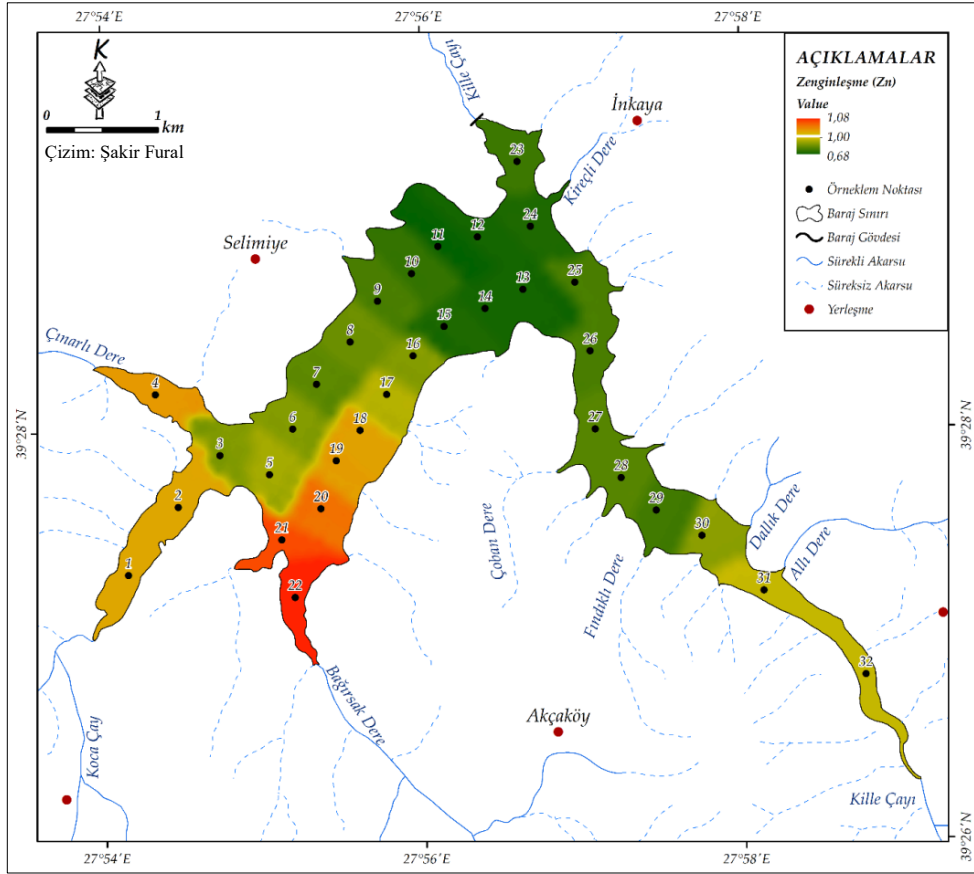 27°54′E
27°56′E
27°58′E
K
0
1
km
Çizim: Şakir Fural
AÇIKLAMALAR
Zenginleşme (Zn)
Value
1,08
1,00
0,68
Örneklem Noktası
Baraj Sınırı
Baraj Gövdesi
Sürekli Akarsu
Süreksiz Akarsu
Yerleşme
Kille Çayı
İnkaya
Kireçli Dere
Selimiye
Çınarlı Dere
23
24
12
11
10
25
13
9
14
15
8
26
16
7
17
4
6
18
27
3
19
5
28
2
20
29
21
30
1
22
31
32
39°28′N
39°28′N
Çoban Dere
Fındıklı Dere
Dallık Dere
Allı Dere
Bağırsak Dere
Akçaköy
Koca Çay
Kille Çayı
39°26′N
27°54′E
27°56′E
27°58′E